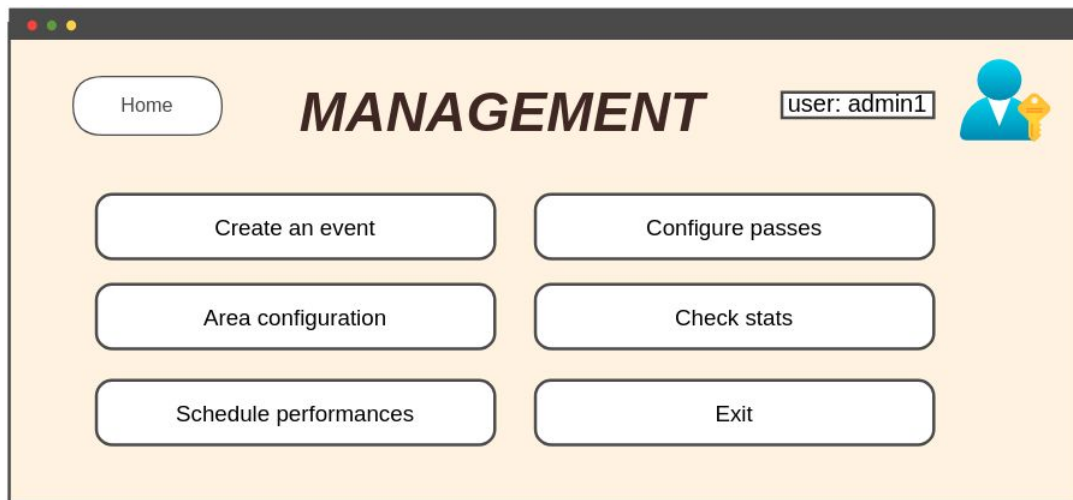 Home
MANAGEMENT
user: admin1
Create an event
Configure passes
Area configuration
Check stats
Schedule performances
Exit